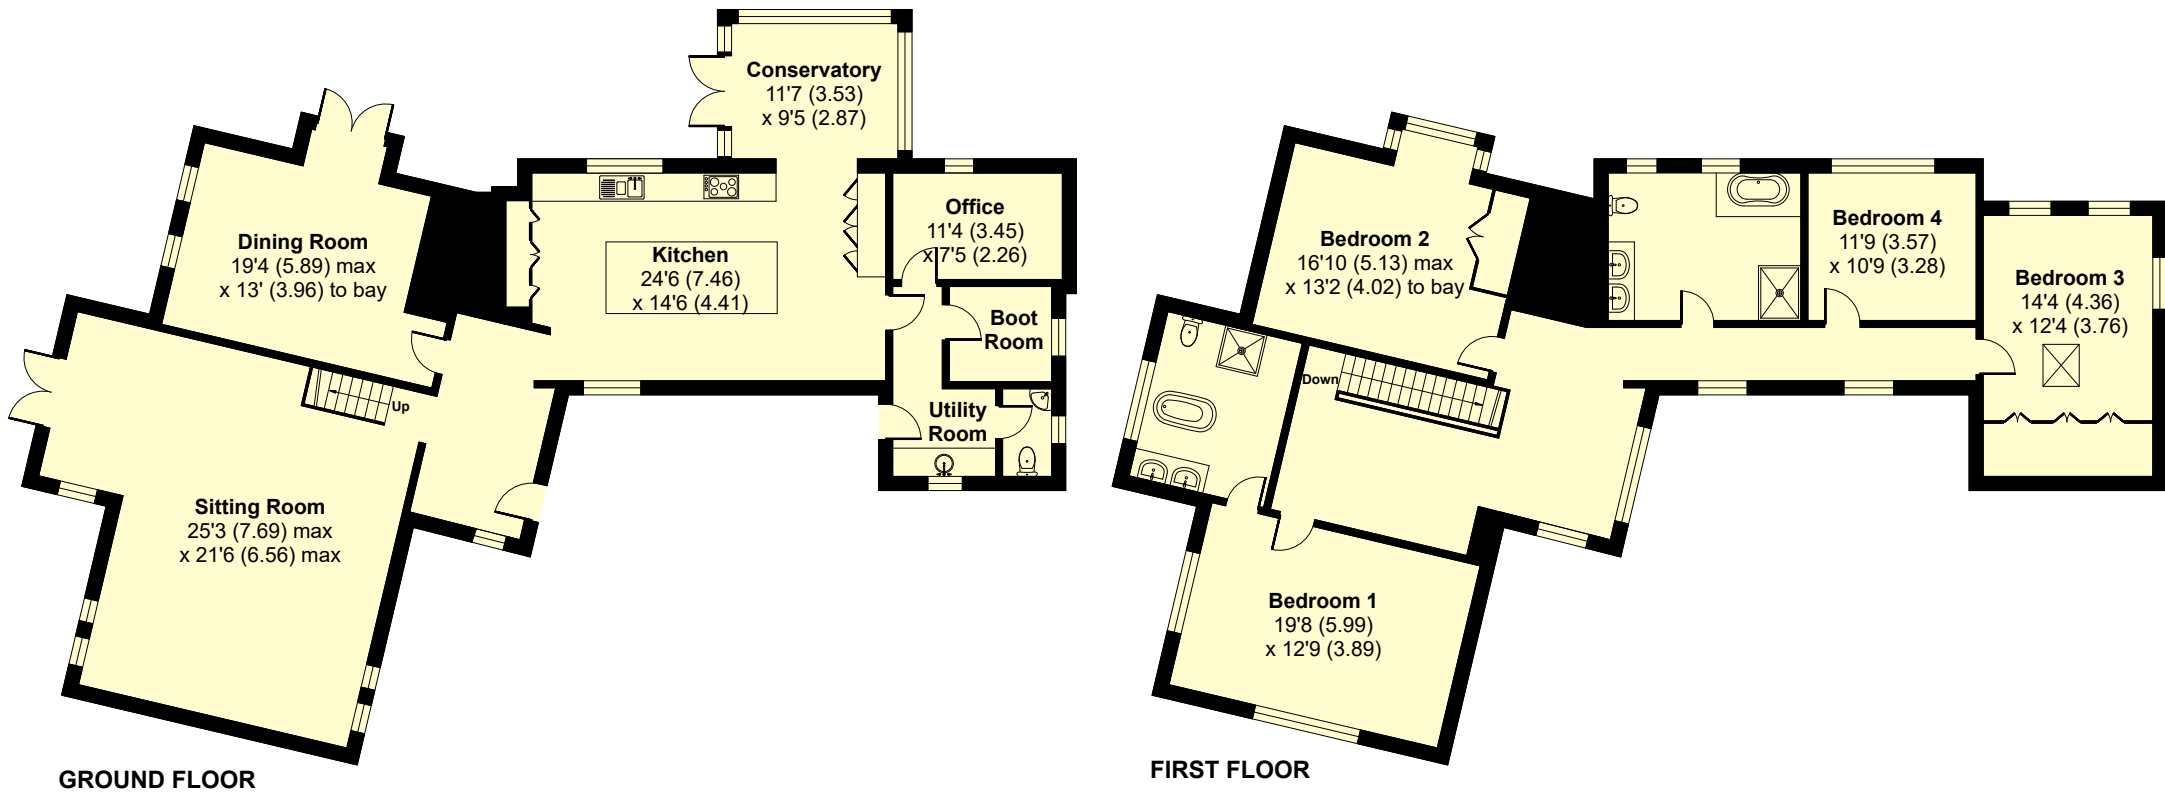 Conservatory
11'7 (3.53)
x 9'5 (2.87)
Dining Room
19'4 (5.89) max
x 13' (3.96) to bay
Kitchen
24'6 (7.46)
x 14'6 (4.41)
Office
11'4 (3.45)
x 7'5 (2.26)
Boot
Room
Up
Utility
Room
Sitting Room
25'3 (7.69) max
x 21'6 (6.56) max
GROUND FLOOR
Bedroom 2
16'10 (5.13) max
x 13'2 (4.02) to bay
Bedroom 4
11'9 (3.57)
x 10'9 (3.28)
Bedroom 3
14'4 (4.36)
x 12'4 (3.76)
Down
Bedroom 1
19'8 (5.99)
x 12'9 (3.89)
FIRST FLOOR